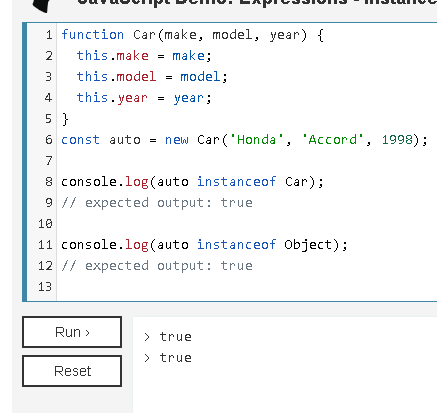 JavaScript Demo: Expressions - instance
1 function Car(make, model, year) {
2   this.make = make;
3   this.model = model;
4   this.year = year;
5 }
6 const auto = new Car('Honda', 'Accord', 1998);
7
8 console.log(auto instanceof Car);
9 // expected output: true
10
11 console.log(auto instanceof Object);
12 // expected output: true
13
Run ›
Reset
> true
> true